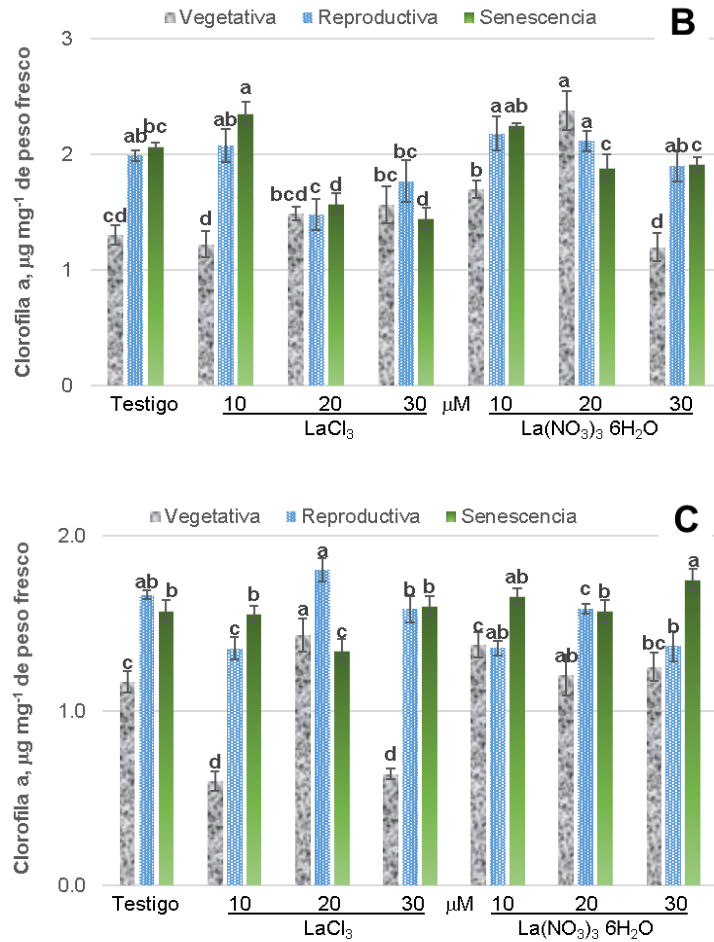 Vegetativa Reproductiva Senescencia
B
Clorofila a, µg mg⁻¹ de peso fresco
3
2
1
0
cd ab bc
d ab a
bcd c d
bc bc d
c a ab
a a c
d ab c
Testigo 10 20 30 µM 10 20 30
LaCl₃ La(NO₃)₃ 6H₂O
Vegetativa Reproductiva Senescencia
C
Clorofila a, µg mg⁻¹ de peso fresco
2.0
1.0
0.0
c ab b
d c b
a a c
d b b
c ab ab
ab c b
bc b a
Testigo 10 20 30 µM 10 20 30
LaCl₃ La(NO₃)₃ 6H₂O